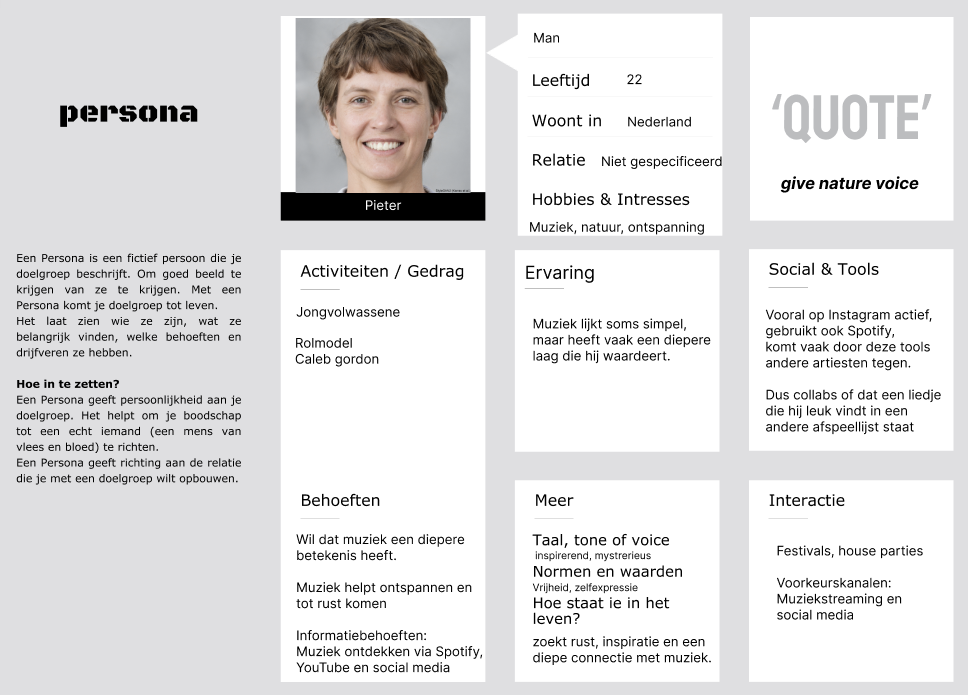 persona
Een Persona is een fictief persoon die je
doelgroep beschrijft. Om goed beeld te
krijgen van ze te krijgen. Met een
Persona komt je doelgroep tot leven.
Het laat zien wie ze zijn, wat ze
belangrijk vinden, welke behoeften en
drijfveren ze hebben.
Hoe in te zetten?
Een Persona geeft persoonlijkheid aan je
doelgroep. Het helpt om je boodschap
tot een echt iemand (een mens van
vlees en bloed) te richten.
Een Persona geeft richting aan de relatie
die je met een doelgroep wilt opbouwen.
Pieter
Man
Leeftijd 22
Woont in Nederland
Relatie Niet gespecificeerd
Hobbies & Intresses
Muziek, natuur, ontspanning
‘QUOTE’
give nature voice
Activiteiten / Gedrag
Jongvolwassene
Rolmodel
Caleb gordon
Ervaring
Muziek lijkt soms simpel,
maar heeft vaak een diepere
laag die hij waardeert.
Social & Tools
Vooral op Instagram actief,
gebruikt ook Spotify,
komt vaak door deze tools
andere artiesten tegen.
Dus collabs of dat een liedje
die hij leuk vindt in een
andere afspeellijst staat
Behoeften
Wil dat muziek een diepere
betekenis heeft.
Muziek helpt ontspannen en
tot rust komen
Informatiebehoeften:
Muziek ontdekken via Spotify,
YouTube en social media
Meer
Taal, tone of voice
inspirerend, mystrerieus
Normen en waarden
Vrijheid, zelfexpressie
Hoe staat ie in het
leven?
zoekt rust, inspiratie en een
diepe connectie met muziek.
Interactie
Festivals, house parties
Voorkeurskanalen:
Muziekstreaming en
social media